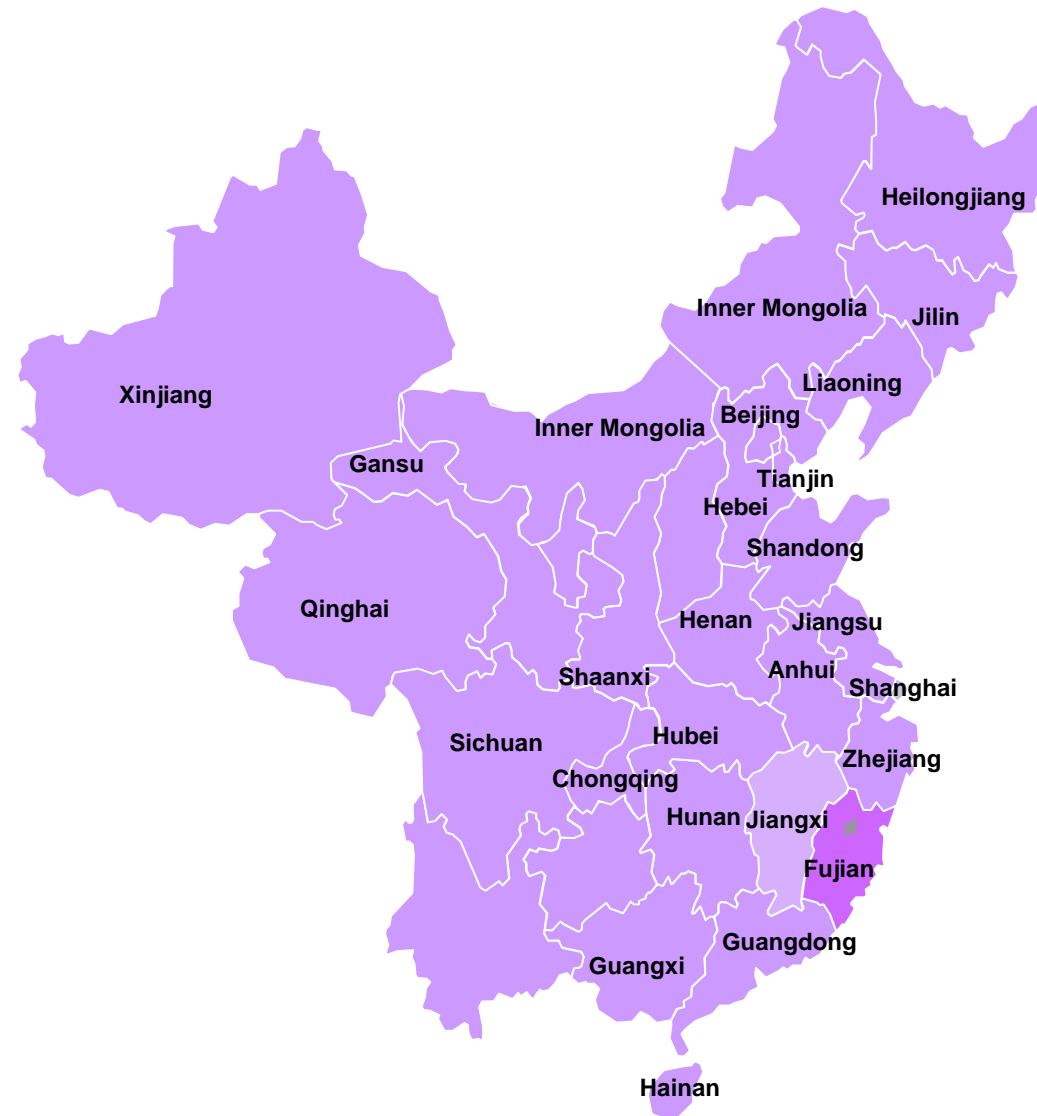 Heilongjiang
Inner Mongolia
Jilin
Liaoning
Xinjiang
Beijing
Inner Mongolia
Gansu
Tianjin
Hebei
Shandong
Qinghai
Henan
Jiangsu
Shaanxi
Anhui
Shanghai
Sichuan
Hubei
Zhejiang
Chongqing
Hunan
Jiangxi
Fujian
Guangdong
Guangxi
Hainan